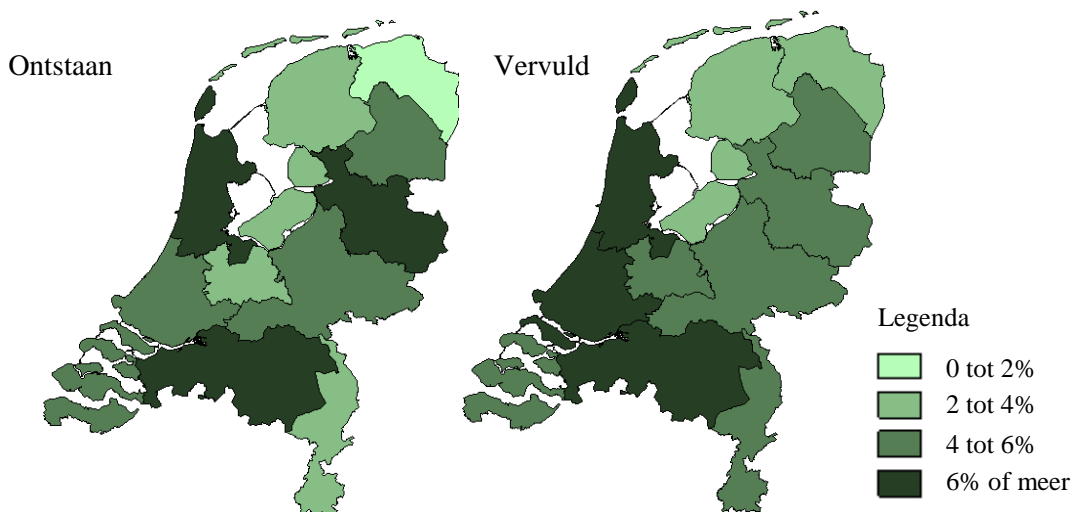 Ontstaan
Vervuld
Legenda
0 tot 2%
2 tot 4%
4 tot 6%
6% of meer